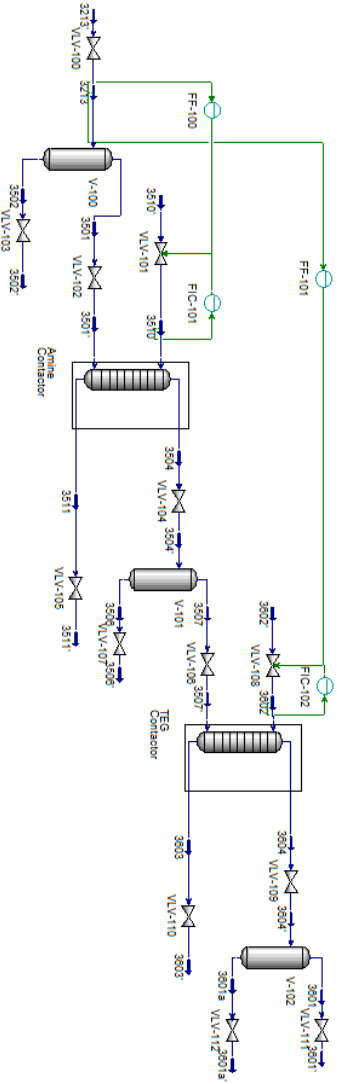 3213'
VLV-100
3213
V-100
3502
VLV-103
3502'
3501
VLV-102
3501'
3510'
VLV-101
3510
FF-100
FIC-101
FF-101
Amine
Contactor
3504
VLV-104
3504'
3511
VLV-105
3511'
V-101
3506
VLV-107
3506'
3507
VLV-106
3507'
3602'
VLV-108
3602
FIC-102
TEG
Contactor
3604
VLV-109
3604'
3603
VLV-110
3603'
V-102
3601
VLV-111
3601'
3601a
VLV-112
3601a'